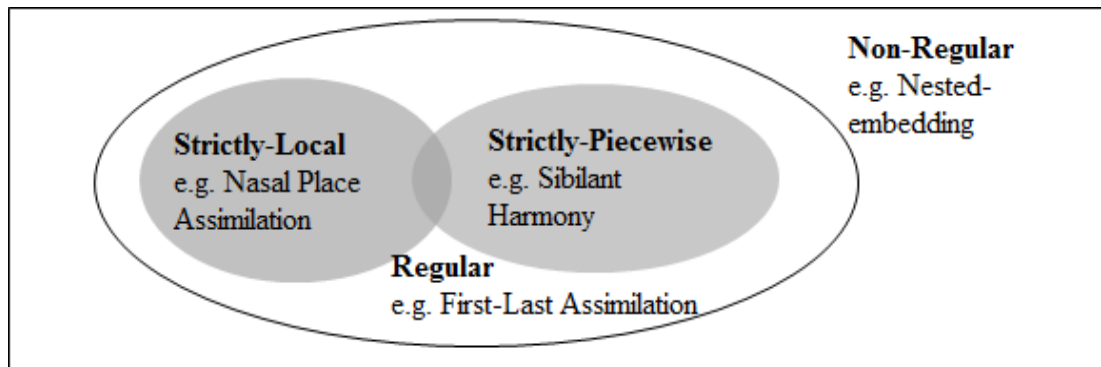 Non-Regular
e.g. Nested-
embedding
Strictly-Local
e.g. Nasal Place
Assimilation
Strictly-Piecewise
e.g. Sibilant
Harmony
Regular
e.g. First-Last Assimilation